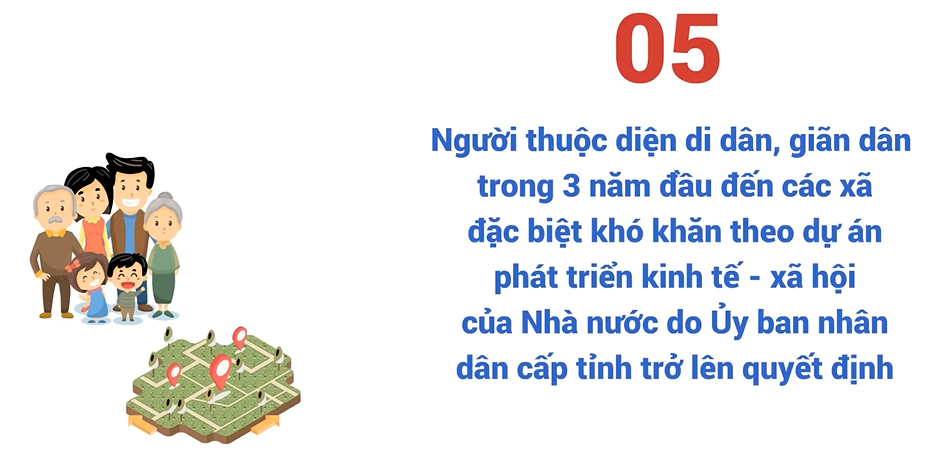 05
Người thuộc diện di dân, giãn dân
trong 3 năm đầu đến các xã
đặc biệt khó khăn theo dự án
phát triển kinh tế - xã hội
của Nhà nước do Ủy ban nhân
dân cấp tỉnh trở lên quyết định